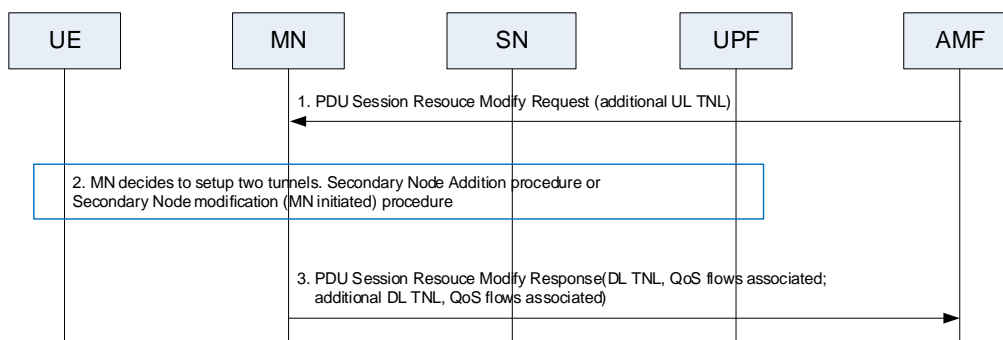 UE
MN
SN
UPF
AMF
1. PDU Session Resouce Modify Request (additional UL TNL)
2. MN decides to setup two tunnels. Secondary Node Addition procedure or
Secondary Node modification (MN initiated) procedure
3. PDU Session Resouce Modify Response(DL TNL, QoS flows associated;
additional DL TNL, QoS flows associated)